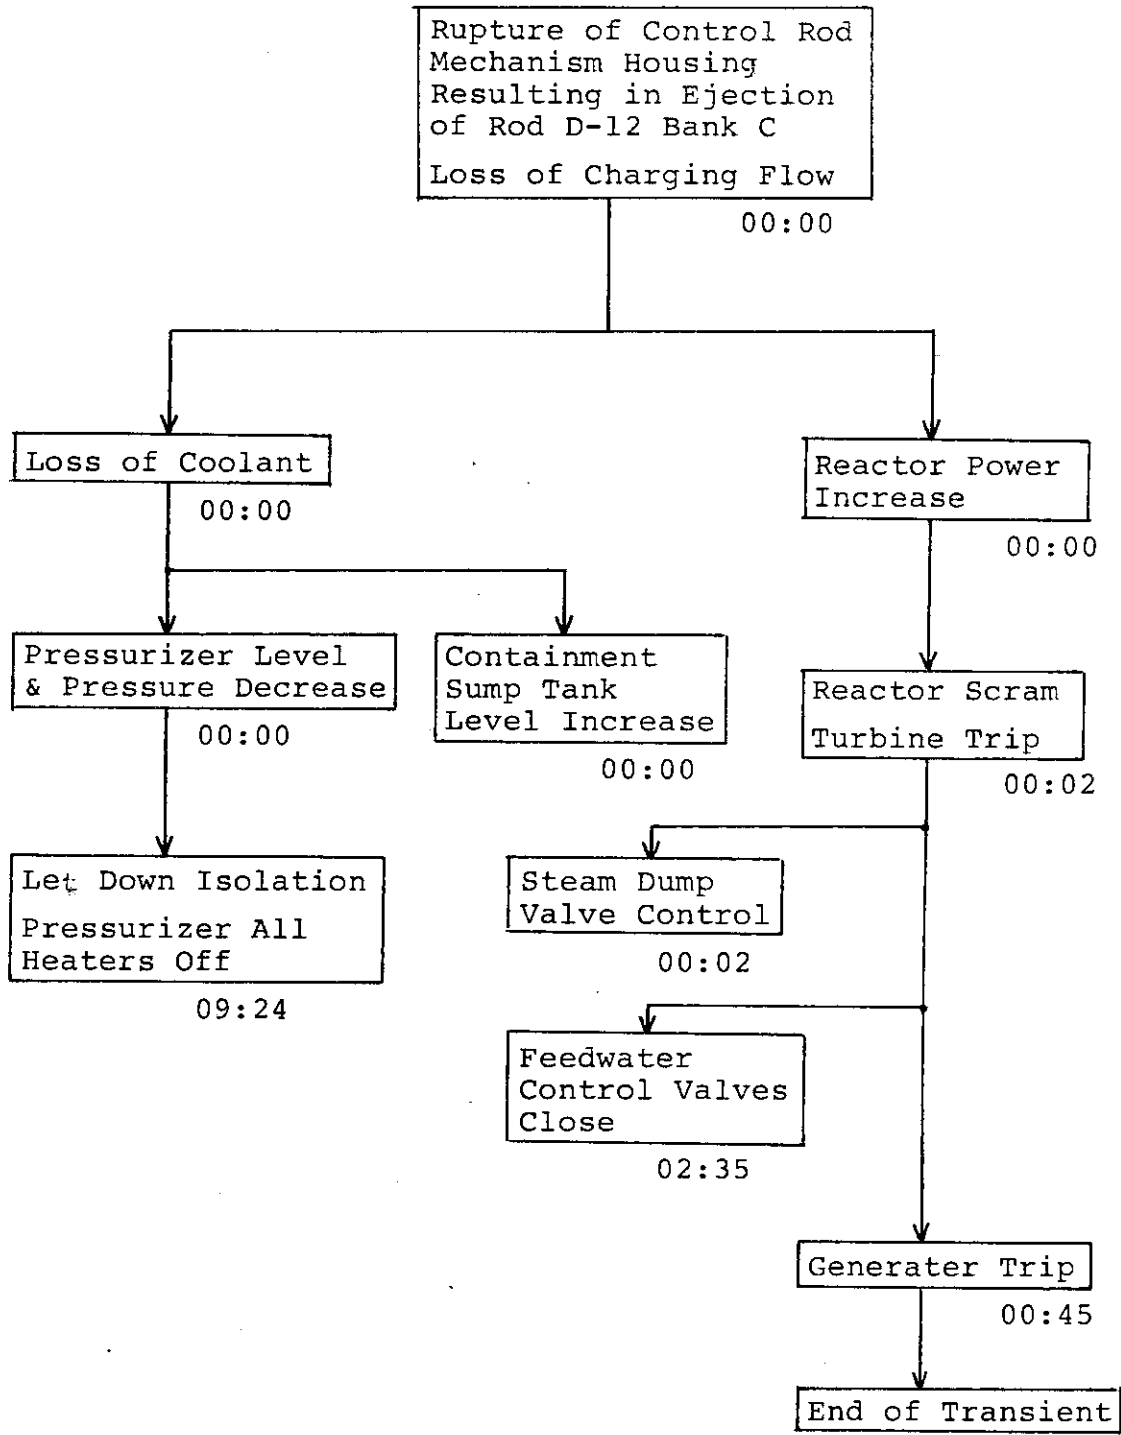 Rupture of Control Rod
Mechanism Housing
Resulting in Ejection
of Rod D-12 Bank C
Loss of Charging Flow
00:00
Loss of Coolant
00:00
Reactor Power
Increase
00:00
Pressurizer Level
& Pressure Decrease
00:00
Containment
Sump Tank
Level Increase
00:00
Reactor Scram
Turbine Trip
00:02
Let Down Isolation
Pressurizer All
Heaters Off
09:24
Steam Dump
Valve Control
00:02
Feedwater
Control Valves
Close
02:35
Generater Trip
00:45
End of Transient